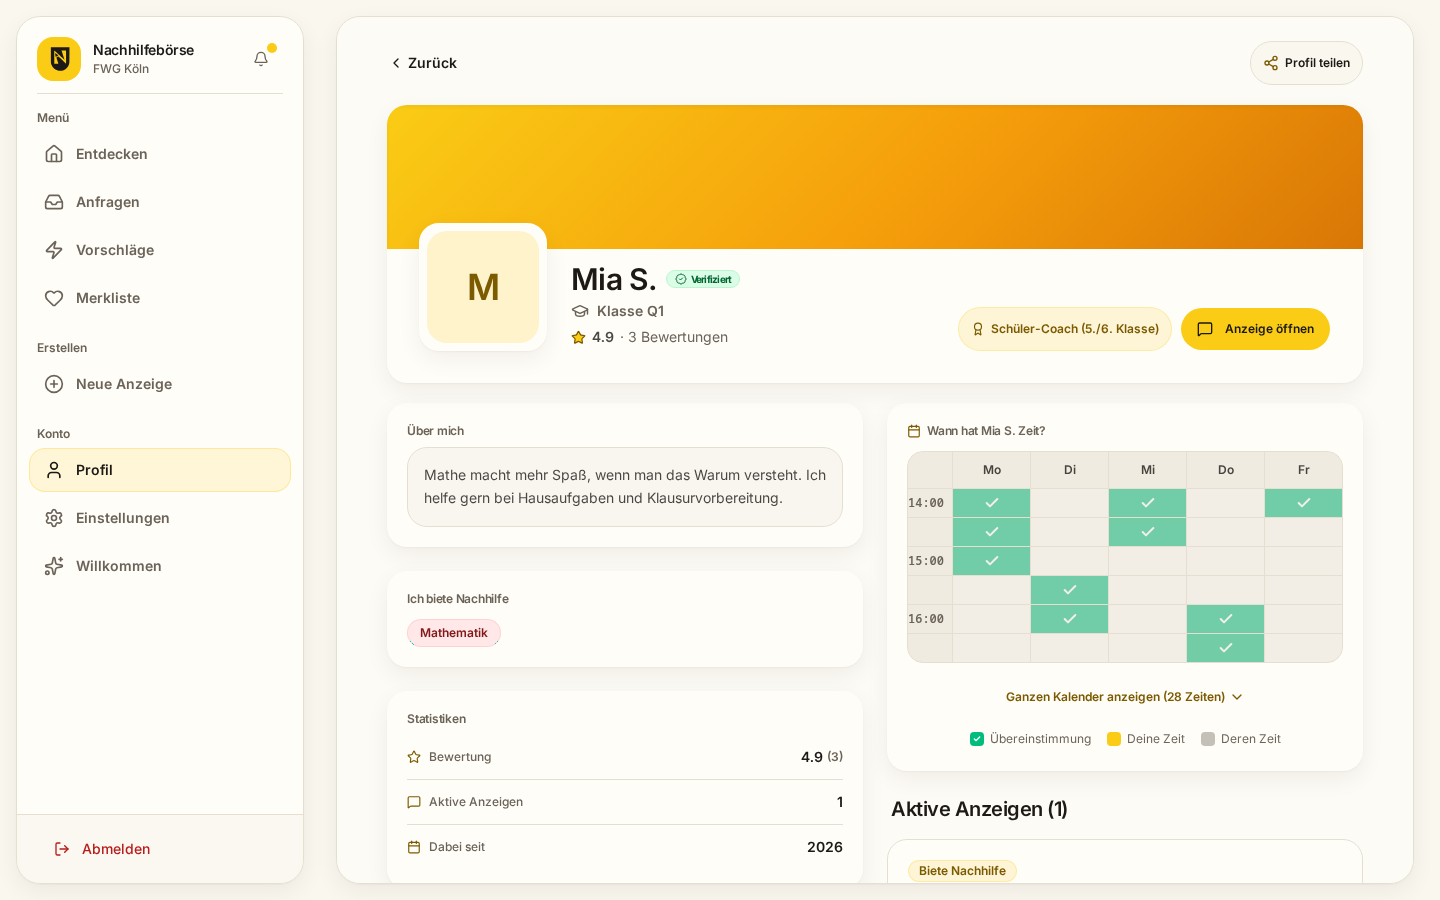 Nachhilfebörse
FWG Köln
Menü
Entdecken
Anfragen
Vorschläge
Merkliste
Erstellen
Neue Anzeige
Konto
Profil
Einstellungen
Willkommen
Abmelden
Zurück
Profil teilen
M
Mia S.
Verifiziert
Klasse Q1
4.9 · 3 Bewertungen
Schüler-Coach (5./6. Klasse)
Anzeige öffnen
Über mich
Mathe macht mehr Spaß, wenn man das Warum versteht. Ich
helfe gern bei Hausaufgaben und Klausurvorbereitung.
Ich biete Nachhilfe
Mathematik
Statistiken
Bewertung 4.9 (3)
Aktive Anzeigen 1
Dabei seit 2026
Wann hat Mia S. Zeit?
Mo Di Mi Do Fr
14:00
15:00
16:00
Ganzen Kalender anzeigen (28 Zeiten)
Übereinstimmung Deine Zeit Deren Zeit
Aktive Anzeigen (1)
Biete Nachhilfe